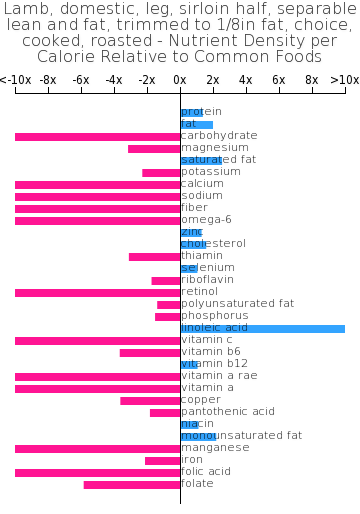 Lamb, domestic, leg, sirloin half, separable
lean and fat, trimmed to 1/8in fat, choice,
cooked, roasted - Nutrient Density per
Calorie Relative to Common Foods
<-10x -8x -6x -4x -2x 0x 2x 4x 6x 8x >10x
protein
fat
carbohydrate
magnesium
saturated fat
potassium
calcium
sodium
fiber
omega-6
zinc
cholesterol
thiamin
selenium
riboflavin
retinol
polyunsaturated fat
phosphorus
linoleic acid
vitamin c
vitamin b6
vitamin b12
vitamin a rae
vitamin a
copper
pantothenic acid
niacin
monounsaturated fat
manganese
iron
folic acid
folate